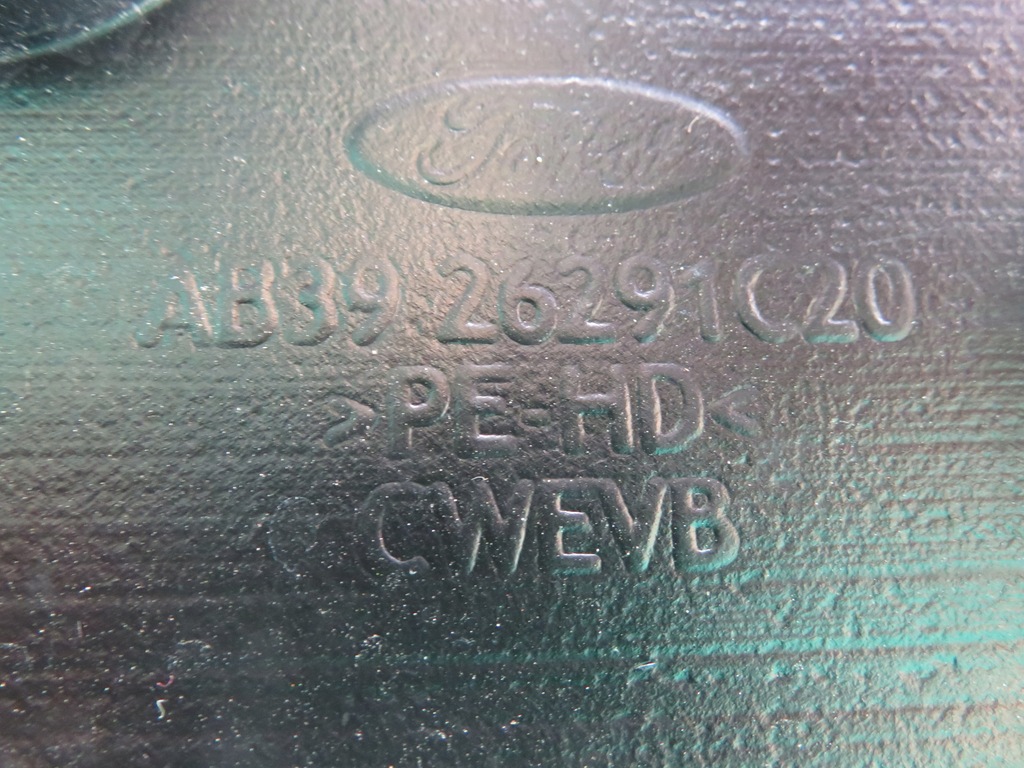 Ford
AB39 26291C20
>PE-HD<
CWEVB